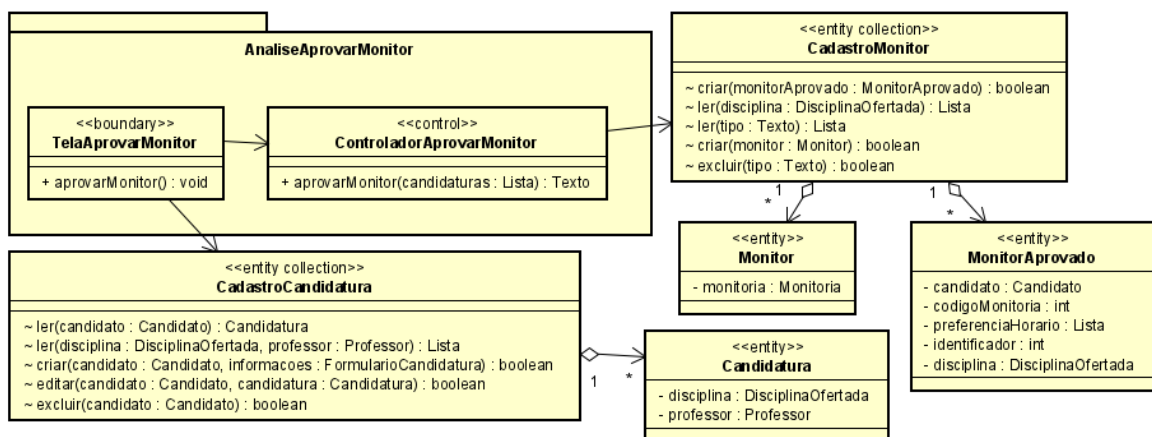 AnaliseAprovarMonitor
<<boundary>>
TelaAprovarMonitor
+ aprovarMonitor() : void
<<control>>
ControladorAprovarMonitor
+ aprovarMonitor(candidaturas : Lista) : Texto
<<entity collection>>
CadastroMonitor
~ criar(monitorAprovado : MonitorAprovado) : boolean
~ ler(disciplina : DisciplinaOfertada) : Lista
~ ler(tipo : Texto) : Lista
~ criar(monitor : Monitor) : boolean
~ excluir(tipo : Texto) : boolean
1
*
1
*
<<entity>>
Monitor
- monitoria : Monitoria
<<entity>>
MonitorAprovado
- candidato : Candidato
- codigoMonitoria : int
- preferenciaHorario : Lista
- identificador : int
- disciplina : DisciplinaOfertada
<<entity collection>>
CadastroCandidatura
~ ler(candidato : Candidato) : Candidatura
~ ler(disciplina : DisciplinaOfertada, professor : Professor) : Lista
~ criar(candidato : Candidato, informacoes : FormularioCandidatura) : boolean
~ editar(candidato : Candidato, candidatura : Candidatura) : boolean
~ excluir(candidato : Candidato) : boolean
1
*
<<entity>>
Candidatura
- disciplina : DisciplinaOfertada
- professor : Professor